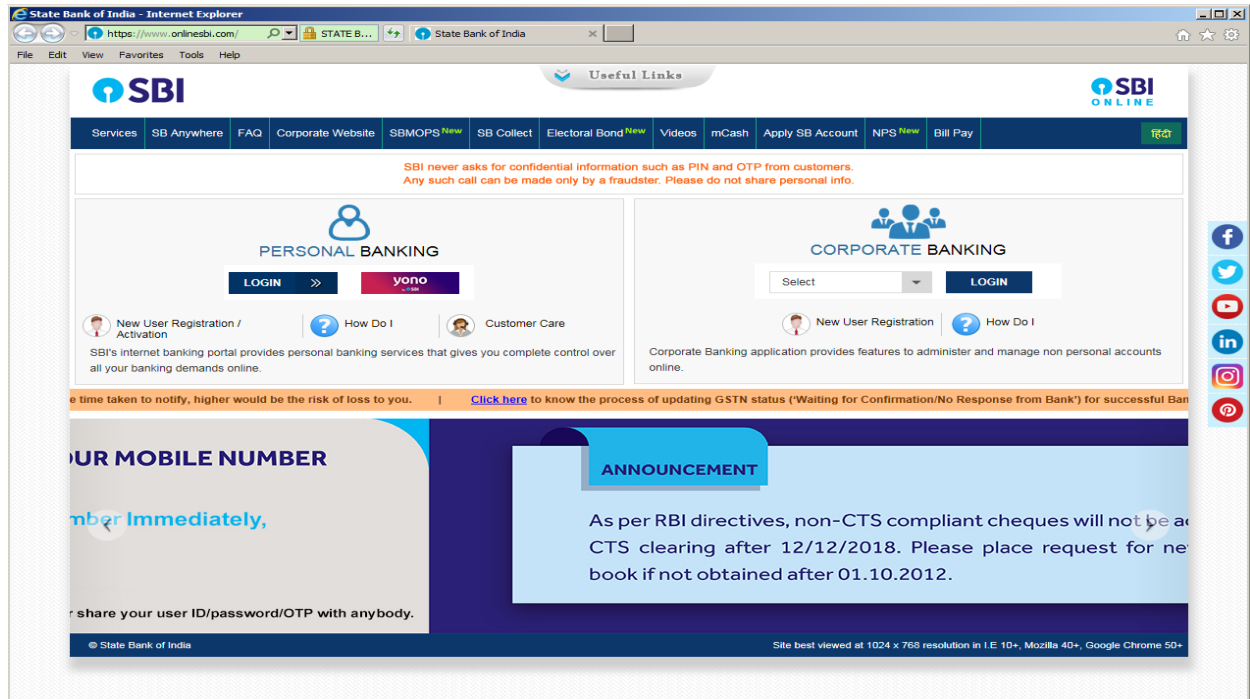 State Bank of India - Internet Explorer
https://www.onlinesbi.com/ STATE B... State Bank of India
File Edit View Favorites Tools Help
Useful Links
SBI
SBI
ONLINE
Services SB Anywhere FAQ Corporate Website SBMOPS New SB Collect Electoral Bond New Videos mCash Apply SB Account NPS New Bill Pay हिंदी
SBI never asks for confidential information such as PIN and OTP from customers.
Any such call can be made only by a fraudster. Please do not share personal info.
PERSONAL BANKING
LOGIN » yono
by SBI
New User Registration /
Activation
How Do I
Customer Care
SBI's internet banking portal provides personal banking services that gives you complete control over
all your banking demands online.
CORPORATE BANKING
Select LOGIN
New User Registration How Do I
Corporate Banking application provides features to administer and manage non personal accounts
online.
e time taken to notify, higher would be the risk of loss to you. | Click here to know the process of updating GSTN status ('Waiting for Confirmation/No Response from Bank') for successful Ban
OUR MOBILE NUMBER
mber Immediately,
r share your user ID/password/OTP with anybody.
ANNOUNCEMENT
As per RBI directives, non-CTS compliant cheques will not be ac
CTS clearing after 12/12/2018. Please place request for ne
book if not obtained after 01.10.2012.
© State Bank of India
Site best viewed at 1024 x 768 resolution in I.E 10+, Mozilla 40+, Google Chrome 50+